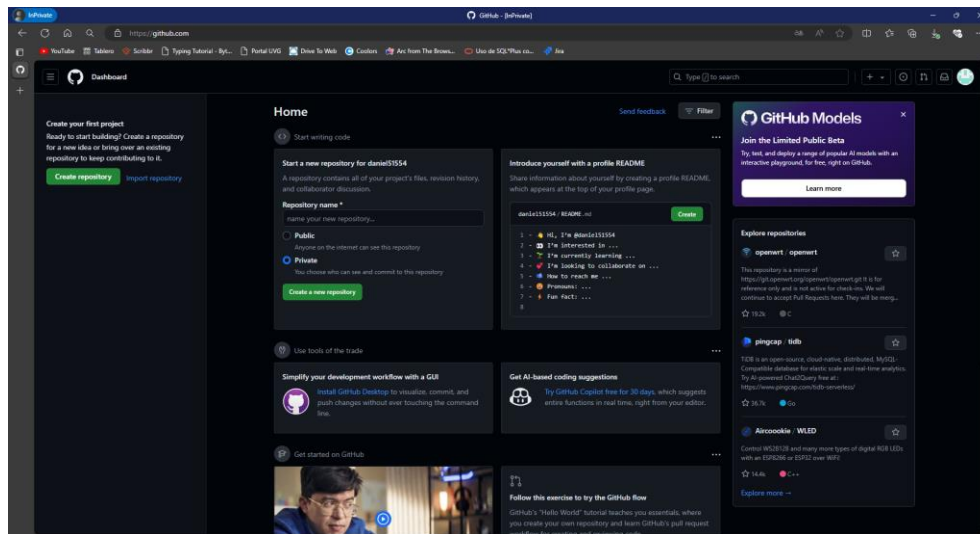 InPrivate
GitHub - [InPrivate]
https://github.com
YouTube
Tablero
Scribbr
Typing Tutorial - Byt...
Portal UVG
Drive To Web
Coolors
Arc from The Brows...
Uso de SQL*Plus co...
Jira
Dashboard
Type / to search
Create your first project
Ready to start building? Create a repository
for a new idea or bring over an existing
repository to keep contributing to it.
Create repository
Import repository
Home
Send feedback
Filter
Start writing code
Start a new repository for daniel51554
A repository contains all of your project's files, revision history,
and collaborator discussion.
Repository name *
name your new repository...
Public
Anyone on the internet can see this repository
Private
You choose who can see and commit to this repository
Create a new repository
Introduce yourself with a profile README
Share information about yourself by creating a profile README,
which appears at the top of your profile page.
Create
1 - 👋 Hi, I'm @daniel51554
2 - 👀 I'm interested in ...
3 - 🌱 I'm currently learning ...
4 - 💞️ I'm looking to collaborate on ...
5 - 📫 How to reach me ...
6 - 😄 Pronouns: ...
7 - ⚡ Fun fact: ...
8
Use tools of the trade
Simplify your development workflow with a GUI
Install GitHub Desktop to visualize, commit, and
push changes without ever touching the command
line.
Get AI-based coding suggestions
Try GitHub Copilot free for 30 days, which suggests
entire functions in real time, right from your editor.
Get started on GitHub
Follow this exercise to try the GitHub flow
GitHub's "Hello World" tutorial teaches you essentials, where
you create your own repository and learn GitHub's pull request
GitHub Models
Join the Limited Public Beta
Try, test, and deploy a range of popular AI models with an
interactive playground, for free, right on GitHub.
Learn more
Explore repositories
openwrt / openwrt
This repository is a mirror of
https://git.openwrt.org/openwrt/openwrt.git It is for
reference only and is not active for check-ins. We will
continue to accept Pull Requests here. They will be merg...
C
pingcap / tidb
TiDB is an open-source, cloud-native, distributed, MySQL-
Compatible database for elastic scale and real-time analytics.
Try AI-powered Chat2Query free at :
https://www.pingcap.com/tidb-serverless/
36.7k
Go
Aircoookie / WLED
Control WS2812B and many more types of digital RGB LEDs
with an ESP8266 or ESP32 over WiFi!
14.4k
C++
Explore more →